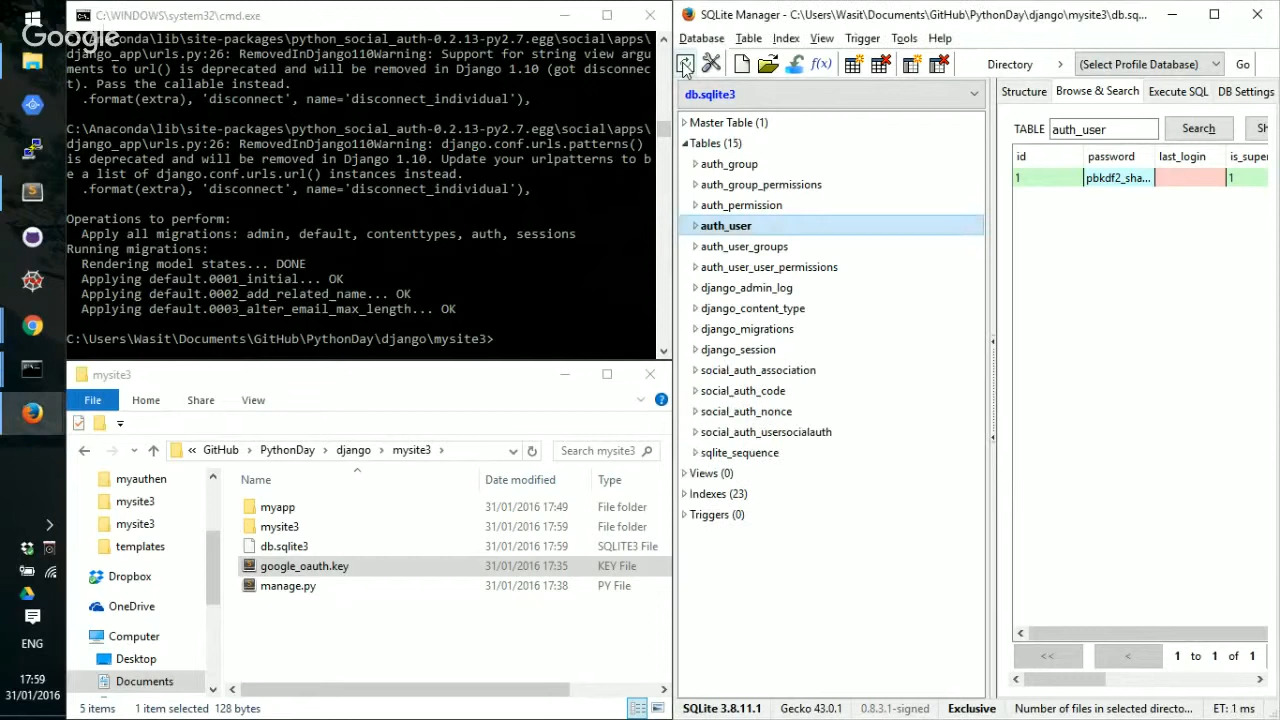 Google
C:\WINDOWS\system32\cmd.exe
\Anaconda\lib\site-packages\python_social_auth-0.2.13-py2.7.egg\social\apps\
django_app\urls.py:26: RemovedInDjango110Warning: Support for string view argu
ments to url() is deprecated and will be removed in Django 1.10 (got disconnec
t). Pass the callable instead.
.format(extra), 'disconnect', name='disconnect_individual'),
C:\Anaconda\lib\site-packages\python_social_auth-0.2.13-py2.7.egg\social\apps\
django_app\urls.py:26: RemovedInDjango110Warning: django.conf.urls.patterns()
is deprecated and will be removed in Django 1.10. Update your urlpatterns to b
e a list of django.conf.urls.url() instances instead.
.format(extra), 'disconnect', name='disconnect_individual'),
Operations to perform:
Apply all migrations: admin, default, contenttypes, auth, sessions
Running migrations:
Rendering model states... DONE
Applying default.0001_initial... OK
Applying default.0002_add_related_name... OK
Applying default.0003_alter_email_max_length... OK
C:\Users\Wasit\Documents\GitHub\PythonDay\django\mysite3>
mysite3
File Home Share View
« GitHub PythonDay django mysite3
Search mysite3
Name Date modified Type
myauthen
mysite3
mysite3
templates
Dropbox
OneDrive
Computer
Desktop
Documents
myapp 31/01/2016 17:49 File folder
mysite3 31/01/2016 17:59 File folder
db.sqlite3 31/01/2016 17:59 SQLITE3 File
google_oauth.key 31/01/2016 17:35 KEY File
manage.py 31/01/2016 17:38 PY File
5 items 1 item selected 128 bytes
ENG
17:59
31/01/2016
SQLite Manager - C:\Users\Wasit\Documents\GitHub\PythonDay\django\mysite3\db.sq...
Database Table Index View Trigger Tools Help
f(x)
Directory > (Select Profile Database) Go
db.sqlite3
Master Table (1)
Tables (15)
auth_group
auth_group_permissions
auth_permission
auth_user
auth_user_groups
auth_user_user_permissions
django_admin_log
django_content_type
django_migrations
django_session
social_auth_association
social_auth_code
social_auth_nonce
social_auth_usersocialauth
sqlite_sequence
Views (0)
Indexes (23)
Triggers (0)
Structure Browse & Search Execute SQL DB Settings
TABLE auth_user Search Sh
id password last_login is_super
1 pbkdf2_sha... 1
<< < 1 to 1 of 1
SQLite 3.8.11.1 Gecko 43.0.1 0.8.3.1-signed Exclusive Number of files in selected directo... ET: 1 ms